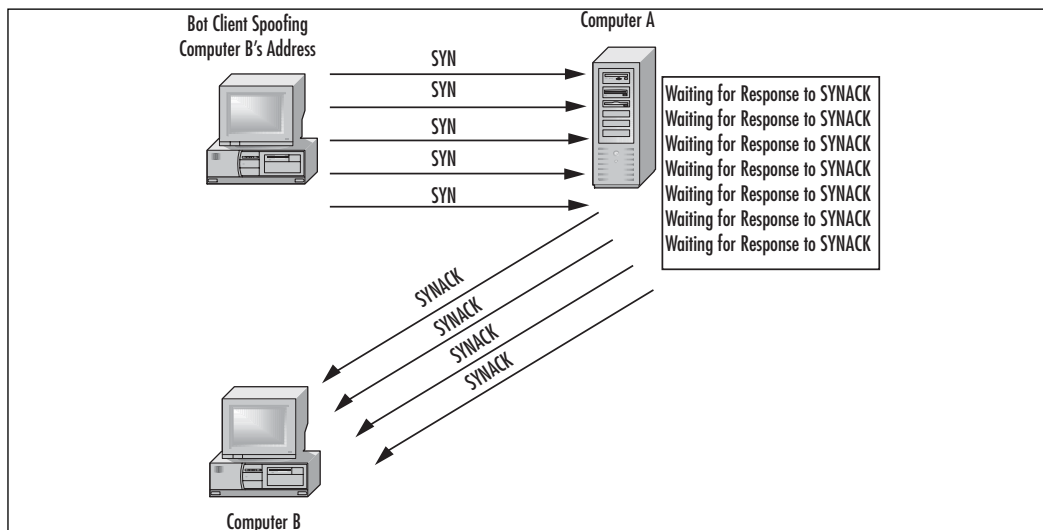 Bot Client Spoofing
Computer B's Address
Computer A
SYN
SYN
SYN
SYN
SYN
Waiting for Response to SYNACK
Waiting for Response to SYNACK
Waiting for Response to SYNACK
Waiting for Response to SYNACK
Waiting for Response to SYNACK
Waiting for Response to SYNACK
Waiting for Response to SYNACK
SYNACK
SYNACK
SYNACK
SYNACK
Computer B